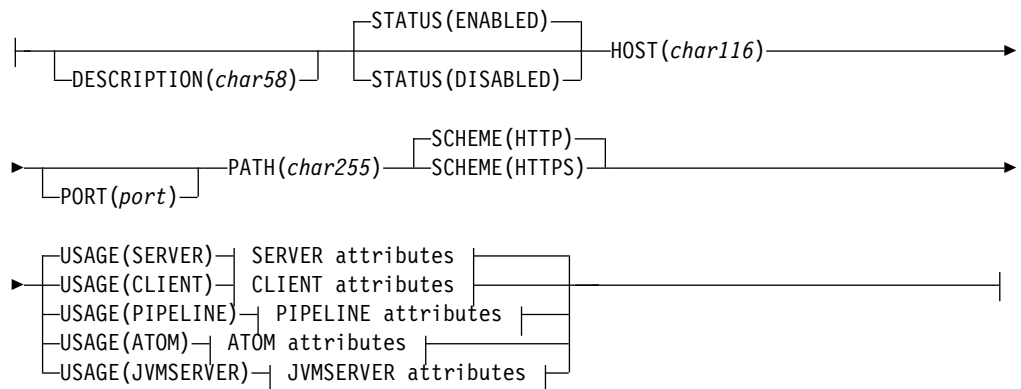 STATUS(ENABLED)
DESCRIPTION(char58) STATUS(DISABLED) HOST(char116)
PORT(port) PATH(char255) SCHEME(HTTP)
SCHEME(HTTPS)
USAGE(SERVER) SERVER attributes
USAGE(CLIENT) CLIENT attributes
USAGE(PIPELINE) PIPELINE attributes
USAGE(ATOM) ATOM attributes
USAGE(JVMSERVER) JVMSERVER attributes